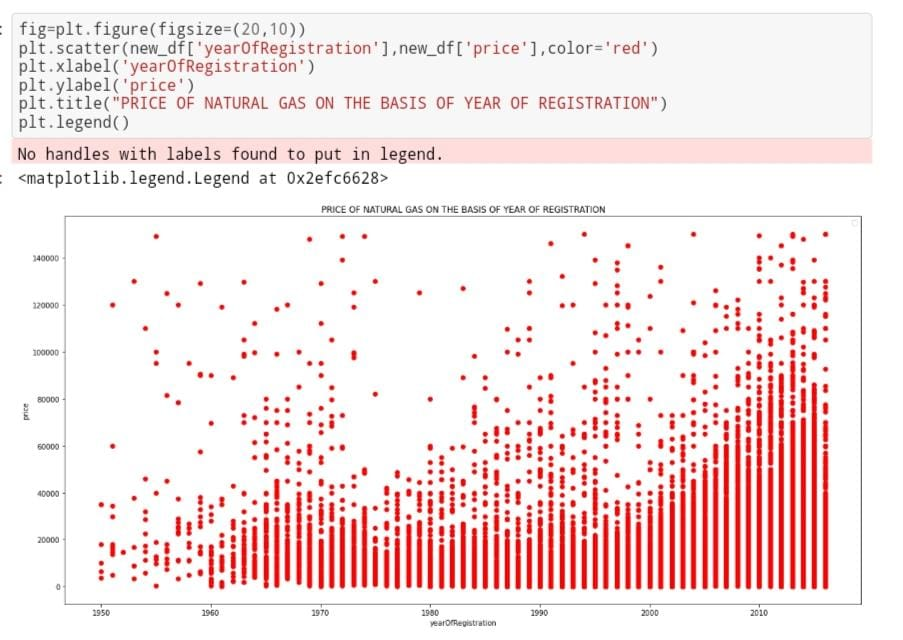 fig=plt.figure(figsize=(20,10))
plt.scatter(new_df['yearOfRegistration'],new_df['price'],color='red')
plt.xlabel('yearOfRegistration')
plt.ylabel('price')
plt.title("PRICE OF NATURAL GAS ON THE BASIS OF YEAR OF REGISTRATION")
plt.legend()
No handles with labels found to put in legend.
<matplotlib.legend.Legend at 0x2efc6628>
PRICE OF NATURAL GAS ON THE BASIS OF YEAR OF REGISTRATION
140000
120000
100000
80000
price
60000
40000
20000
0
1950 1960 1970 1980 1990 2000 2010
yearOfRegistration